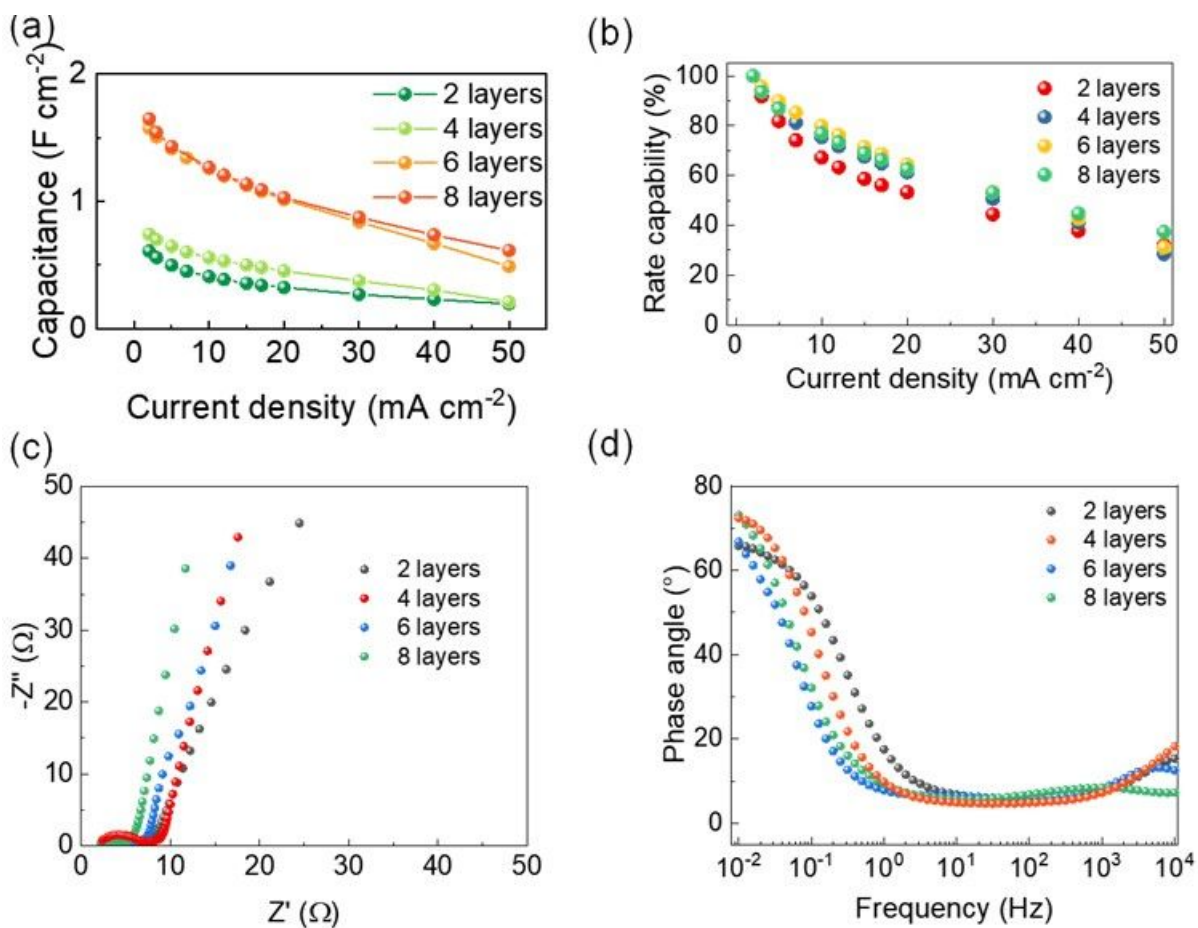 (a)
Capacitance (F cm⁻²)
2
1
0
2 layers
4 layers
6 layers
8 layers
0 10 20 30 40 50
Current density (mA cm⁻²)
(b)
Rate capability (%)
100
80
60
40
20
0
2 layers
4 layers
6 layers
8 layers
0 10 20 30 40 50
Current density (mA cm⁻²)
(c)
-Z" (Ω)
50
40
30
20
10
0
2 layers
4 layers
6 layers
8 layers
0 10 20 30 40 50
Z' (Ω)
(d)
Phase angle (°)
80
60
40
20
0
2 layers
4 layers
6 layers
8 layers
10⁻² 10⁻¹ 10⁰ 10¹ 10² 10³ 10⁴
Frequency (Hz)